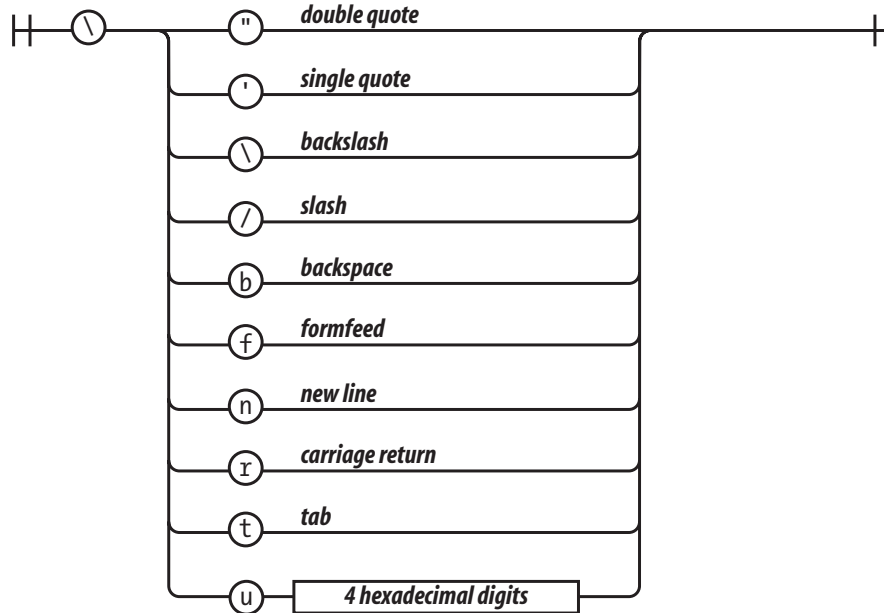 \ " double quote
' single quote
\ backslash
/ slash
b backspace
f formfeed
n new line
r carriage return
t tab
u 4 hexadecimal digits